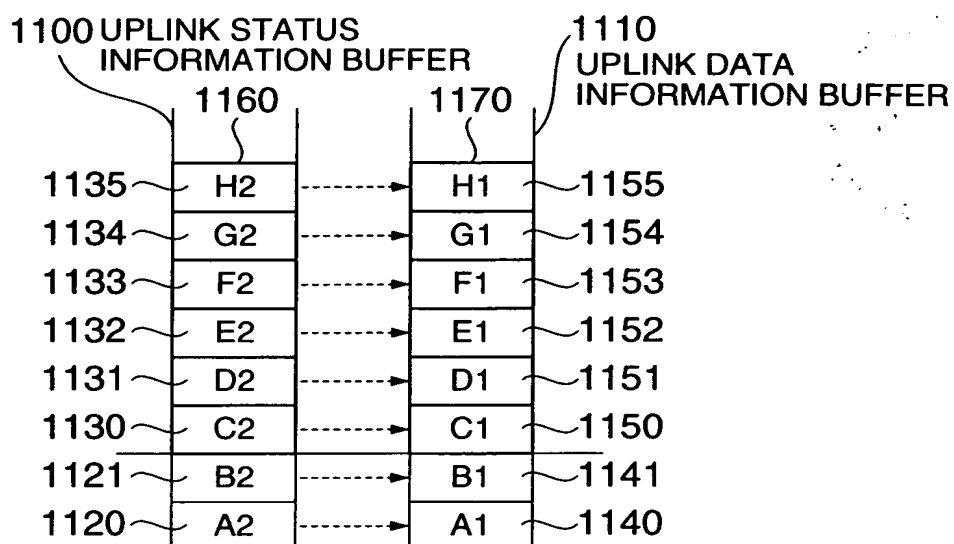 1100 UPLINK STATUS
INFORMATION BUFFER
1110
UPLINK DATA
INFORMATION BUFFER
1160 1170
1135 H2 H1 1155
1134 G2 G1 1154
1133 F2 F1 1153
1132 E2 E1 1152
1131 D2 D1 1151
1130 C2 C1 1150
1121 B2 B1 1141
1120 A2 A1 1140